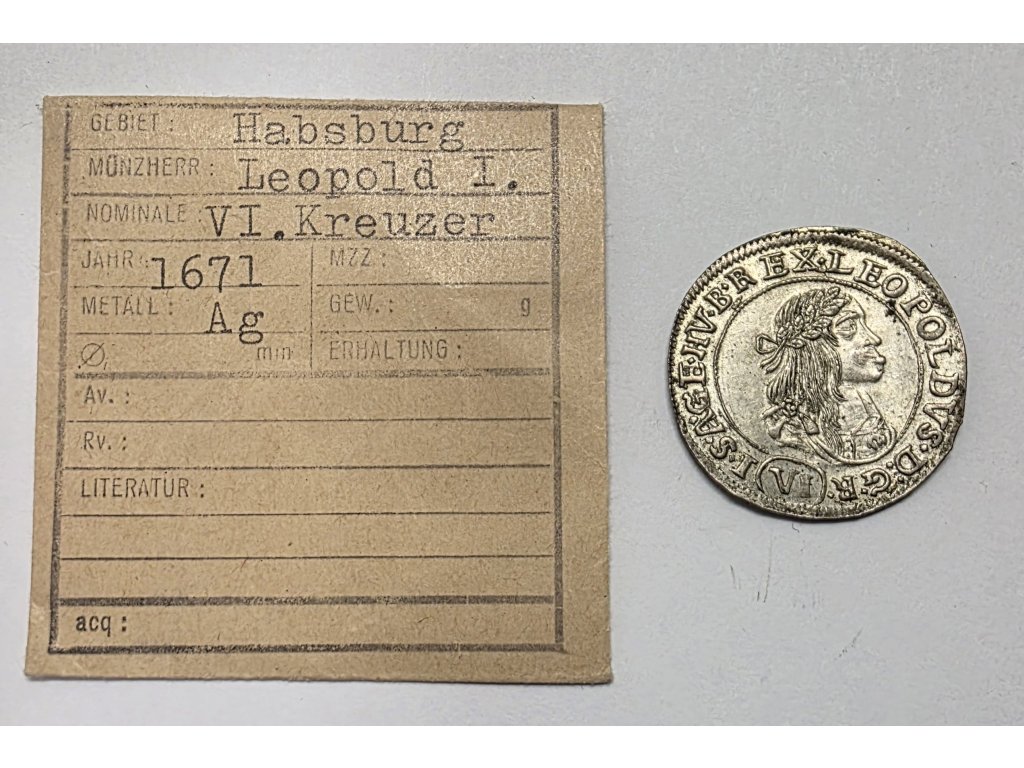 GEBIET: Habsburg
MÜNZHERR: Leopold I.
NOMINALE: VI.Kreuzer
JAHR: 1671 MZZ:
METALL: Ag GEW.: g
Ø, mm ERHALTUNG:
Av.:
Rv.:
LITERATUR:
acq:
LEOPOLDVS·D:G:R·I·S·A·GE·HV·B·REX·
VI